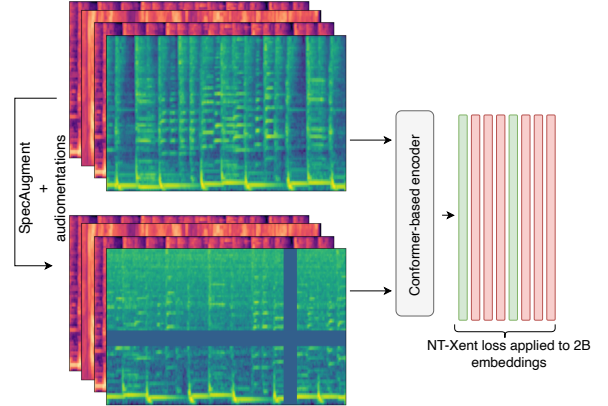 SpecAugment
+
audiomentations
Conformer-based encoder
NT-Xent loss applied to 2B
embeddings